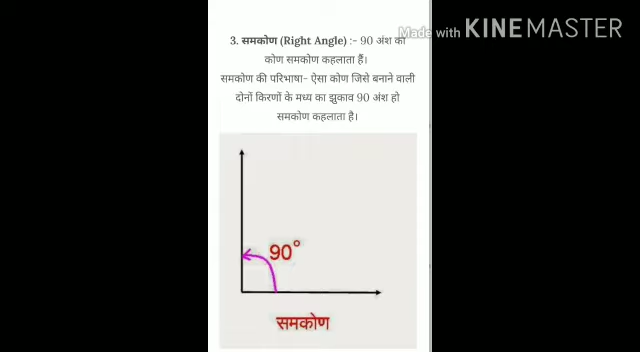 Made with KINEMASTER
3. समकोण (Right Angle) :- 90 अंश का
कोण समकोण कहलाता हैं।
समकोण की परिभाषा- ऐसा कोण जिसे बनाने वाली
दोनों किरणों के मध्य का झुकाव 90 अंश हो
समकोण कहलाता है।
90°
समकोण